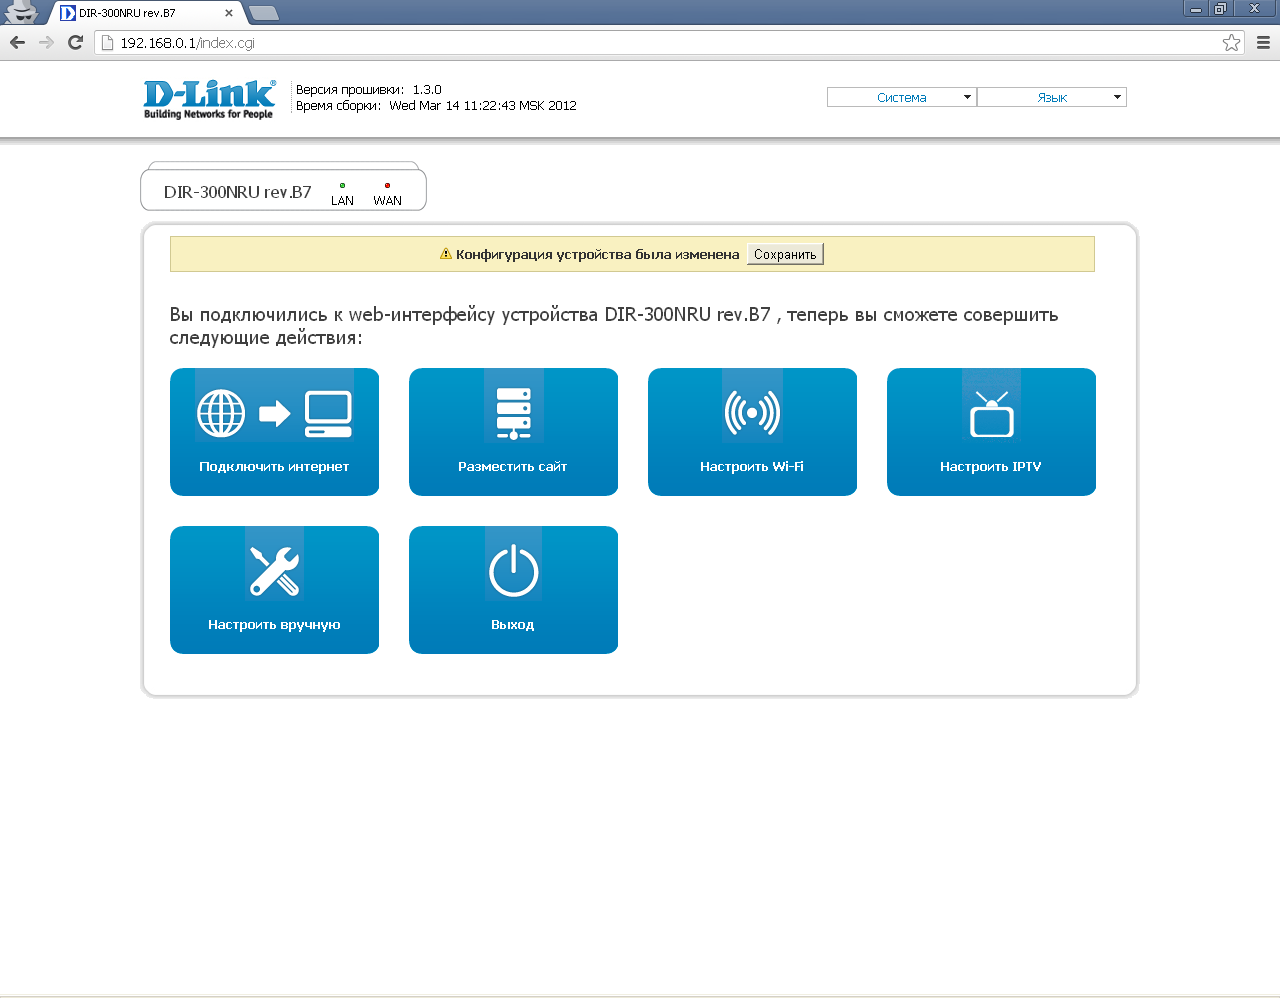 DIR-300NRU rev.B7
192.168.0.1/index.cgi
D-Link®
Building Networks for People
Версия прошивки: 1.3.0
Время сборки: Wed Mar 14 11:22:43 MSK 2012
Система
Язык
DIR-300NRU rev.B7
LAN
WAN
Конфигурация устройства была изменена
Сохранить
Вы подключились к web-интерфейсу устройства DIR-300NRU rev.B7 , теперь вы сможете совершить
следующие действия:
Подключить интернет
Разместить сайт
Настроить Wi-Fi
Настроить IPTV
Настроить вручную
Выход